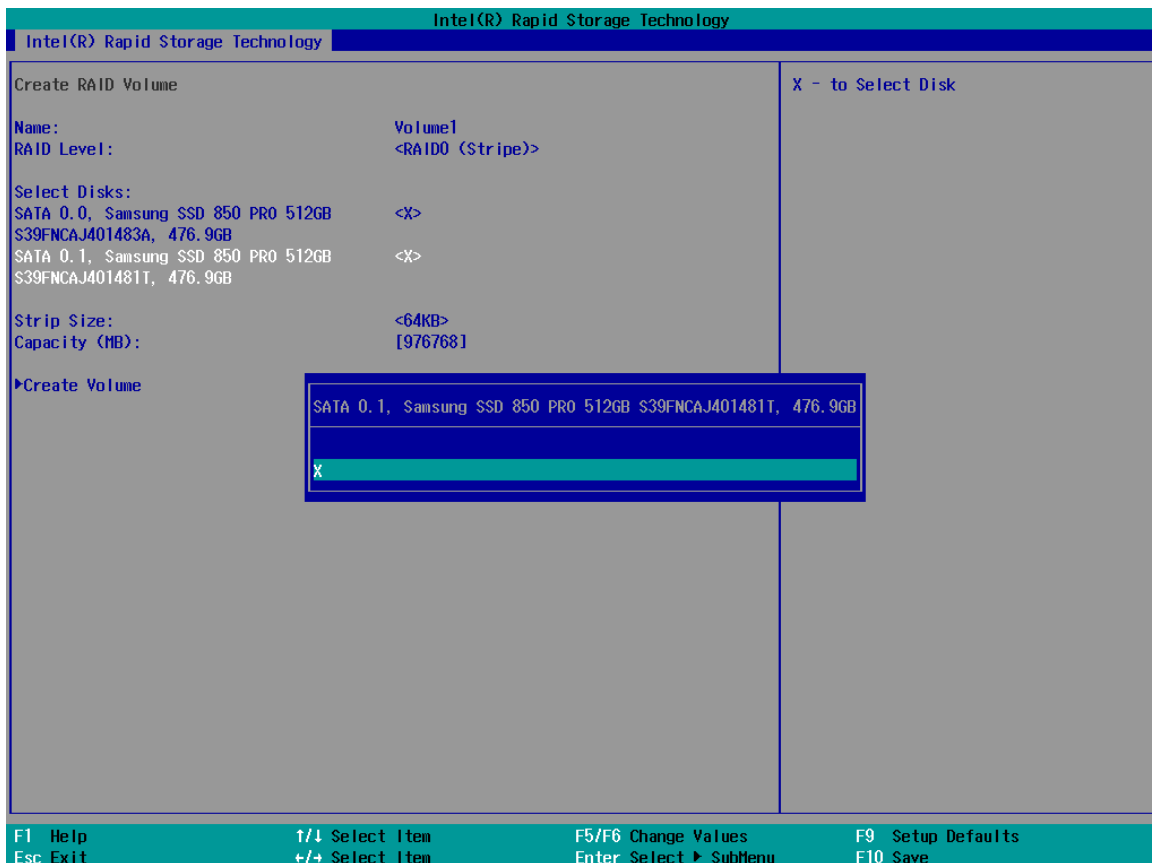 Intel(R) Rapid Storage Technology
Intel(R) Rapid Storage Technology
Create RAID Volume
X - to Select Disk
Name: Volume1
RAID Level: <RAID0 (Stripe)>
Select Disks:
SATA 0.0, Samsung SSD 850 PRO 512GB <X>
S39FNCAJ401483A, 476.9GB
SATA 0.1, Samsung SSD 850 PRO 512GB <X>
S39FNCAJ401481T, 476.9GB
Strip Size: <64KB>
Capacity (MB): [976768]
▶Create Volume
SATA 0.1, Samsung SSD 850 PRO 512GB S39FNCAJ401481T, 476.9GB
X
F1 Help ↑/↓ Select Item F5/F6 Change Values F9 Setup Defaults
Esc Exit ←/→ Select Item Enter Select ▶ SubMenu F10 Save